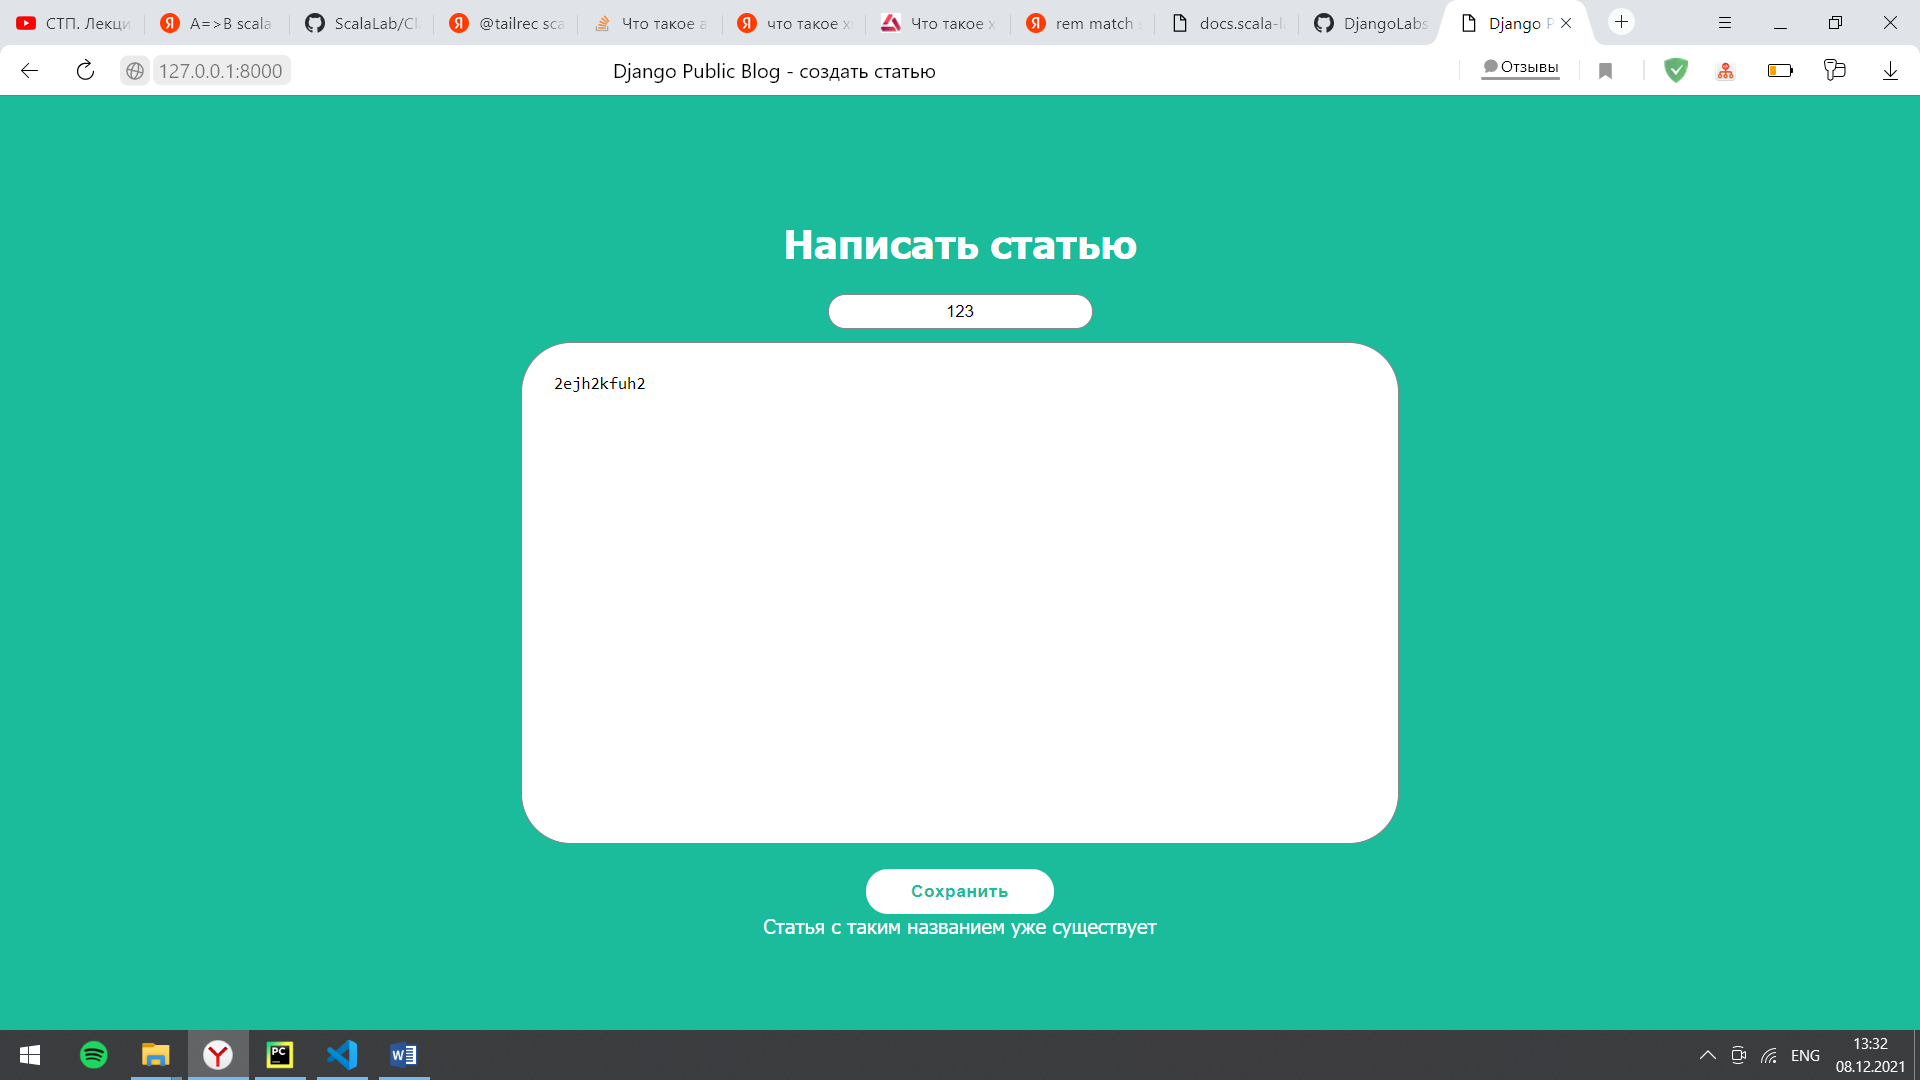 СТП. Лекци
A=>B scala
ScalaLab/Cl
@tailrec sca
Что такое
что такое
Что такое
rem match
docs.scala-l
DjangoLabs
Django
127.0.0.1:8000
Django Public Blog - создать статью
Отзывы
Написать статью
123
2ejh2kfuh2
Сохранить
Статья с таким названием уже существует
PC
ENG
13:32
08.12.2021